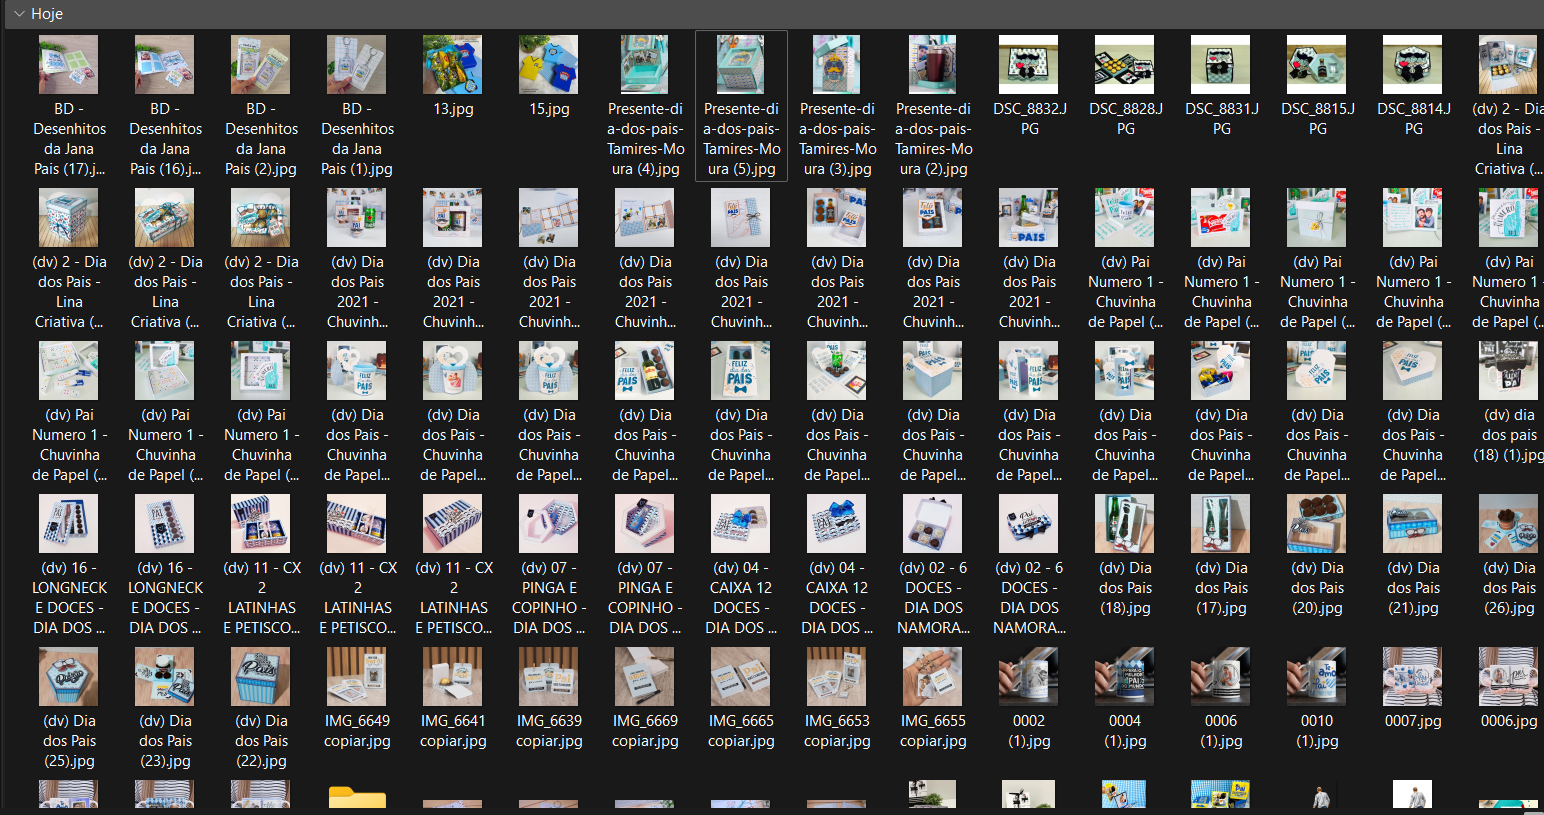 Hoje
BD -
Desenhitos
da Jana
Pais (17).j...
BD -
Desenhitos
da Jana
Pais (16).j...
BD -
Desenhitos
da Jana
Pais (2).jpg
BD -
Desenhitos
da Jana
Pais (1).jpg
13.jpg
15.jpg
Presente-di
a-dos-pais-
Tamires-Mo
ura (4).jpg
Presente-di
a-dos-pais-
Tamires-Mo
ura (5).jpg
Presente-di
a-dos-pais-
Tamires-Mo
ura (3).jpg
Presente-di
a-dos-pais-
Tamires-Mo
ura (2).jpg
DSC_8832.J
PG
DSC_8828.J
PG
DSC_8831.J
PG
DSC_8815.J
PG
DSC_8814.J
PG
(dv) 2 - Dia
dos Pais -
Lina
Criativa (...
(dv) 2 - Dia
dos Pais -
Lina
Criativa (...
(dv) 2 - Dia
dos Pais -
Lina
Criativa (...
(dv) 2 - Dia
dos Pais -
Lina
Criativa (...
(dv) Dia
dos Pais
2021 -
Chuvinh...
(dv) Dia
dos Pais
2021 -
Chuvinh...
(dv) Dia
dos Pais
2021 -
Chuvinh...
(dv) Dia
dos Pais
2021 -
Chuvinh...
(dv) Dia
dos Pais
2021 -
Chuvinh...
(dv) Dia
dos Pais
2021 -
Chuvinh...
(dv) Dia
dos Pais
2021 -
Chuvinh...
(dv) Dia
dos Pais
2021 -
Chuvinh...
(dv) Pai
Numero 1 -
Chuvinha
de Papel (...
(dv) Pai
Numero 1 -
Chuvinha
de Papel (...
(dv) Pai
Numero 1 -
Chuvinha
de Papel (...
(dv) Pai
Numero 1 -
Chuvinha
de Papel (...
(dv) Pai
Numero 1 -
Chuvinha
de Papel (...
(dv) Pai
Numero 1 -
Chuvinha
de Papel (...
(dv) Pai
Numero 1 -
Chuvinha
de Papel (...
(dv) Pai
Numero 1 -
Chuvinha
de Papel (...
(dv) Dia
dos Pais -
Chuvinha
de Papel...
(dv) Dia
dos Pais -
Chuvinha
de Papel...
(dv) Dia
dos Pais -
Chuvinha
de Papel...
(dv) Dia
dos Pais -
Chuvinha
de Papel...
(dv) Dia
dos Pais -
Chuvinha
de Papel...
(dv) Dia
dos Pais -
Chuvinha
de Papel...
(dv) Dia
dos Pais -
Chuvinha
de Papel...
(dv) Dia
dos Pais -
Chuvinha
de Papel...
(dv) Dia
dos Pais -
Chuvinha
de Papel...
(dv) Dia
dos Pais -
Chuvinha
de Papel...
(dv) Dia
dos Pais -
Chuvinha
de Papel...
(dv) Dia
dos Pais -
Chuvinha
de Papel...
(dv) dia
dos pais
(18) (1).jpg
(dv) 16 -
LONGNECK
E DOCES -
DIA DOS ...
(dv) 16 -
LONGNECK
E DOCES -
DIA DOS ...
(dv) 11 - CX
2
LATINHAS
E PETISCO...
(dv) 11 - CX
2
LATINHAS
E PETISCO...
(dv) 11 - CX
2
LATINHAS
E PETISCO...
(dv) 07 -
PINGA E
COPINHO -
DIA DOS ...
(dv) 07 -
PINGA E
COPINHO -
DIA DOS ...
(dv) 04 -
CAIXA 12
DOCES -
DIA DOS ...
(dv) 04 -
CAIXA 12
DOCES -
DIA DOS ...
(dv) 02 - 6
DOCES -
DIA DOS
NAMORA...
(dv) 02 - 6
DOCES -
DIA DOS
NAMORA...
(dv) Dia
dos Pais
(18).jpg
(dv) Dia
dos Pais
(17).jpg
(dv) Dia
dos Pais
(20).jpg
(dv) Dia
dos Pais
(21).jpg
(dv) Dia
dos Pais
(26).jpg
(dv) Dia
dos Pais
(25).jpg
(dv) Dia
dos Pais
(23).jpg
(dv) Dia
dos Pais
(22).jpg
IMG_6649
copiar.jpg
IMG_6641
copiar.jpg
IMG_6639
copiar.jpg
IMG_6669
copiar.jpg
IMG_6665
copiar.jpg
IMG_6653
copiar.jpg
IMG_6655
copiar.jpg
0002
(1).jpg
0004
(1).jpg
0006
(1).jpg
0010
(1).jpg
0007.jpg
0006.jpg